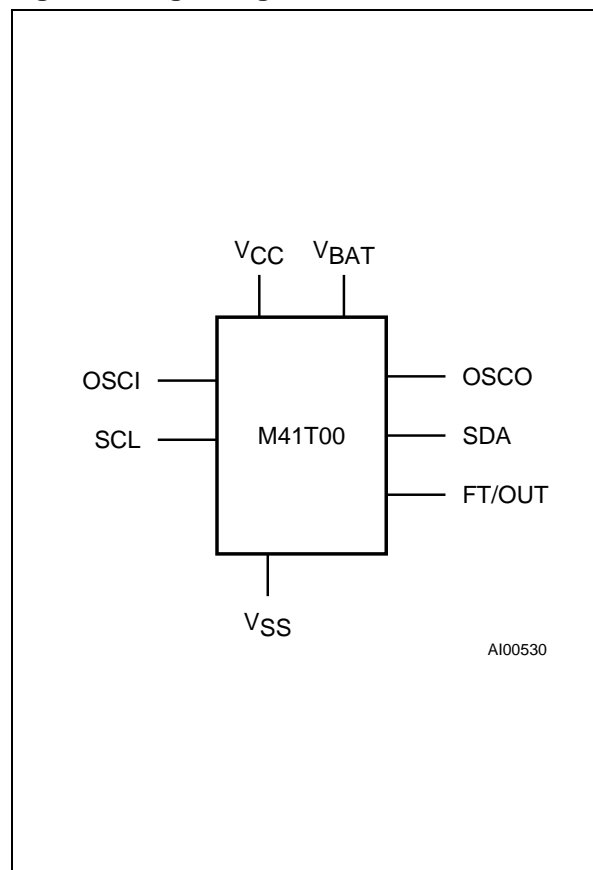 VCC VBAT
OSCI
OSCO
SCL
M41T00
SDA
FT/OUT
VSS
AI00530